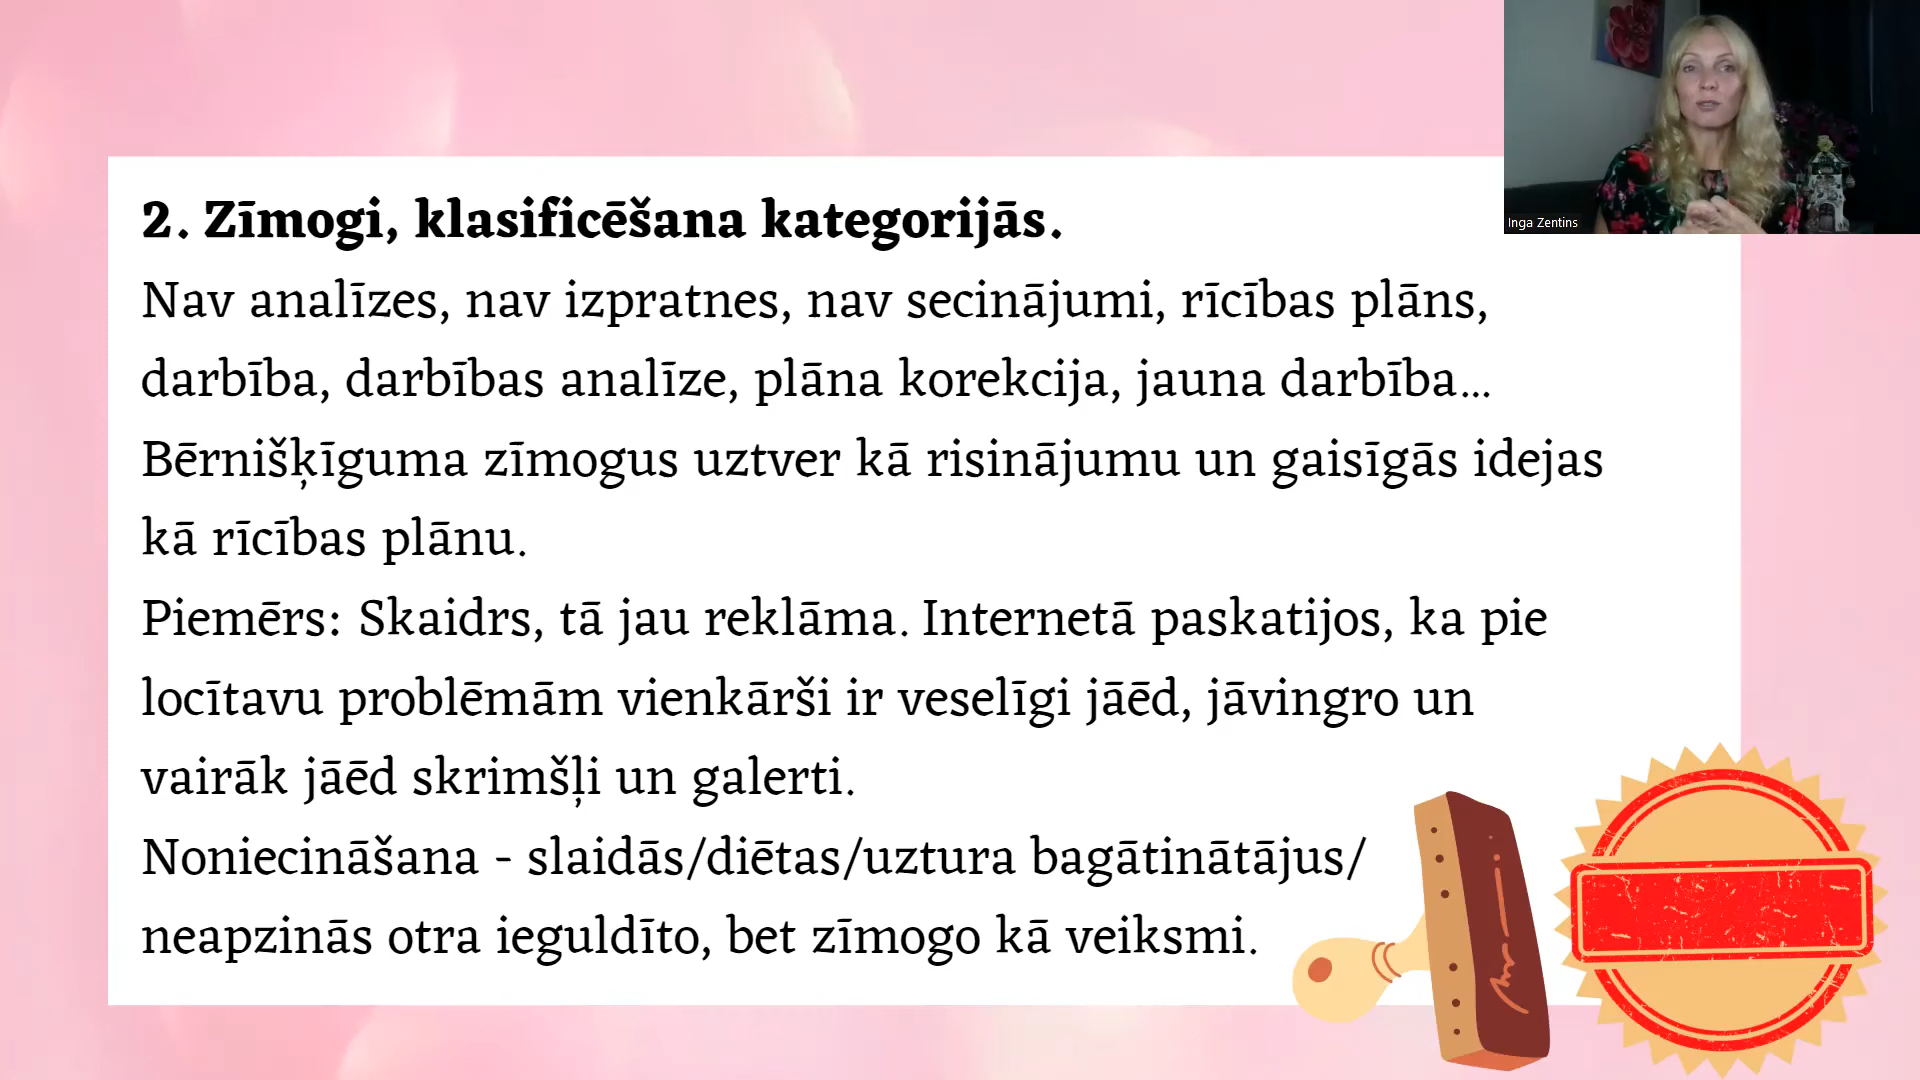 2. Zīmogi, klasificēšana kategorijās.
Nav analīzes, nav izpratnes, nav secinājumi, rīcības plāns,
darbība, darbības analīze, plāna korekcija, jauna darbība...
Bērnišķīguma zīmogus uztver kā risinājumu un gaisīgās idejas
kā rīcības plānu.
Piemērs: Skaidrs, tā jau reklāma. Internetā paskatijos, ka pie
locītavu problēmām vienkārši ir veselīgi jāēd, jāvingro un
vairāk jāēd skrimšļi un galerti.
Noniecināšana - slaidās/diētas/uztura bagātinātājus/
neapzinās otra ieguldīto, bet zīmogo kā veiksmi.
Inga Zentins